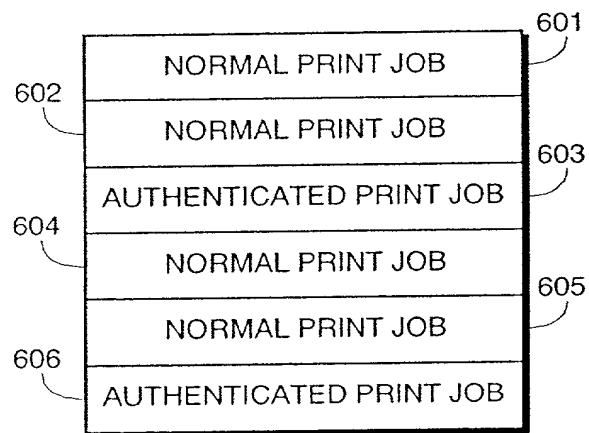 601
NORMAL PRINT JOB
602
NORMAL PRINT JOB
603
AUTHENTICATED PRINT JOB
604
NORMAL PRINT JOB
605
NORMAL PRINT JOB
606
AUTHENTICATED PRINT JOB